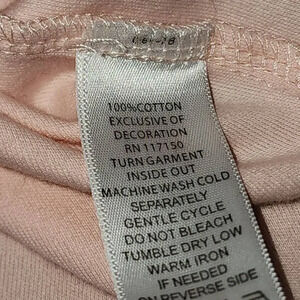 100%COTTON
EXCLUSIVE OF
DECORATION
RN 117150
TURN GARMENT
INSIDE OUT
MACHINE WASH COLD
SEPARATELY
GENTLE CYCLE
DO NOT BLEACH
TUMBLE DRY LOW
WARM IRON
IF NEEDED
ON REVERSE SIDE